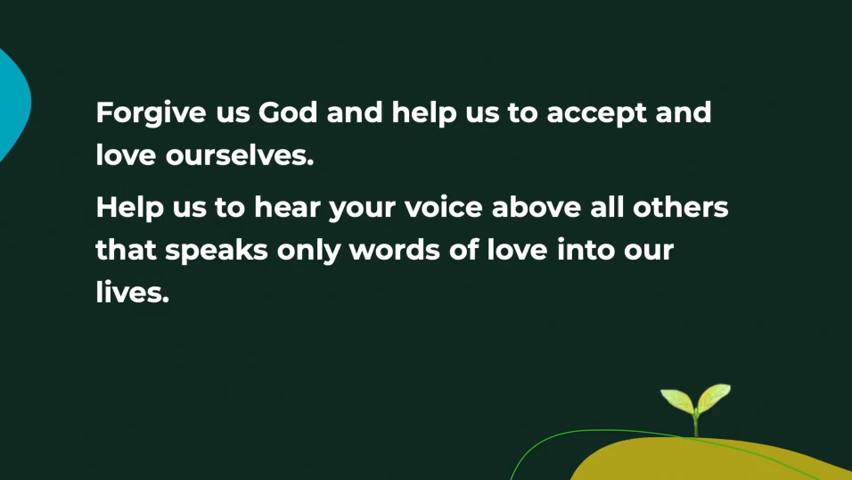 Forgive us God and help us to accept and
love ourselves.
Help us to hear your voice above all others
that speaks only words of love into our
lives.